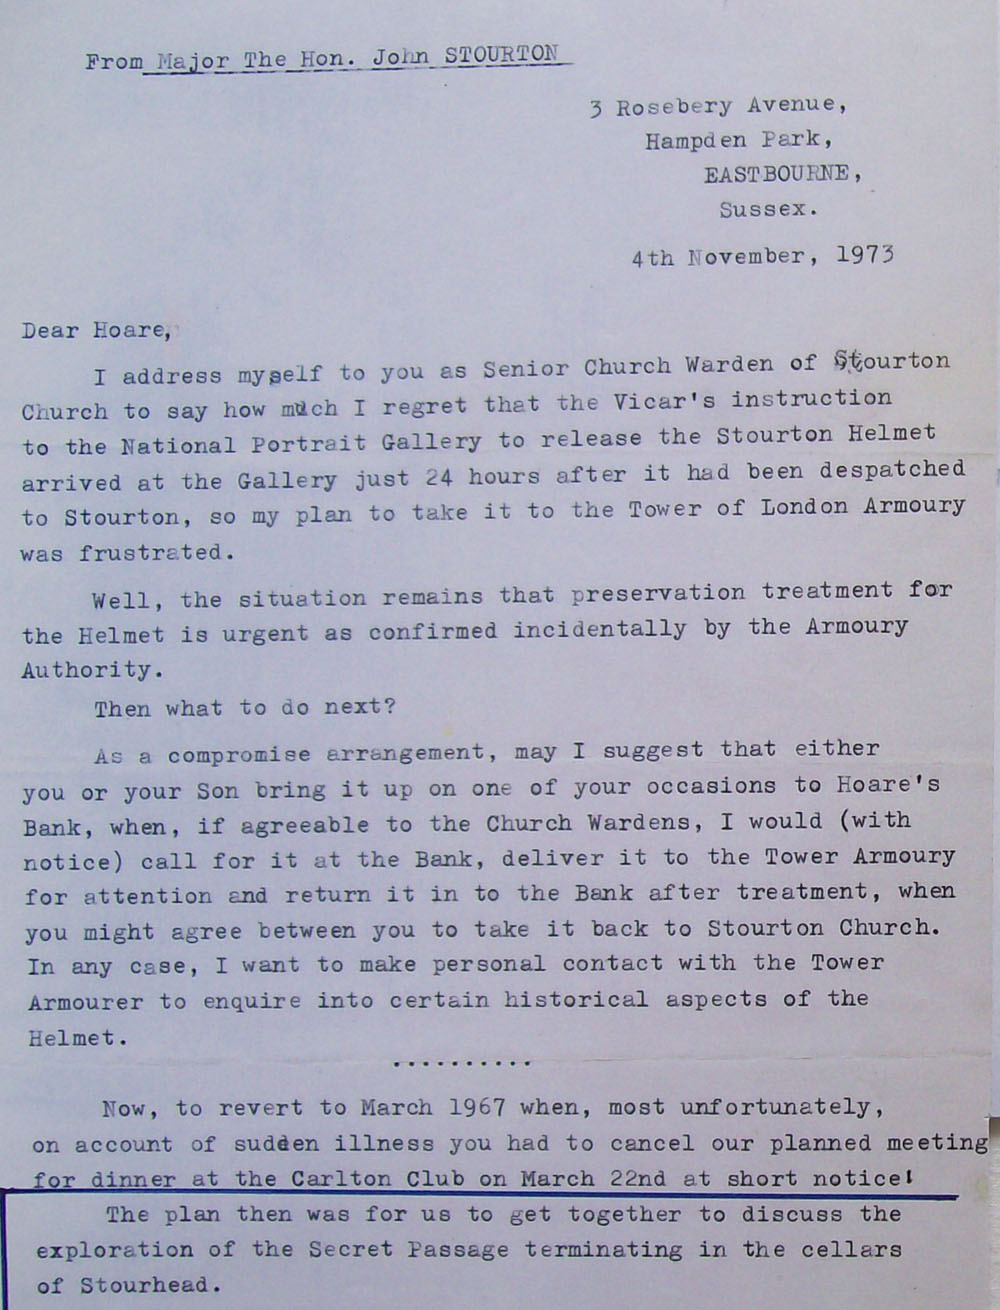 From Major The Hon. John STOURTON
3 Rosebery Avenue,
Hampden Park,
EASTBOURNE,
Sussex.
4th November, 1973
Dear Hoare,
I address myself to you as Senior Church Warden of Stourton
Church to say how much I regret that the Vicar's instruction
to the National Portrait Gallery to release the Stourton Helmet
arrived at the Gallery just 24 hours after it had been despatched
to Stourton, so my plan to take it to the Tower of London Armoury
was frustrated.
Well, the situation remains that preservation treatment for
the Helmet is urgent as confirmed incidentally by the Armoury
Authority.
Then what to do next?
As a compromise arrangement, may I suggest that either
you or your Son bring it up on one of your occasions to Hoare's
Bank, when, if agreeable to the Church Wardens, I would (with
notice) call for it at the Bank, deliver it to the Tower Armoury
for attention and return it in to the Bank after treatment, when
you might agree between you to take it back to Stourton Church.
In any case, I want to make personal contact with the Tower
Armourer to enquire into certain historical aspects of the
Helmet.
..........
Now, to revert to March 1967 when, most unfortunately,
on account of sudden illness you had to cancel our planned meeting
for dinner at the Carlton Club on March 22nd at short notice!
The plan then was for us to get together to discuss the
exploration of the Secret Passage terminating in the cellars
of Stourhead.